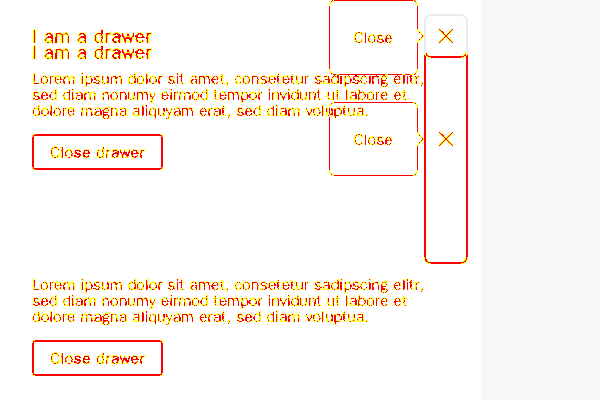 Close
I am a drawer
I am a drawer
Lorem ipsum dolor sit amet, consetetur sadipscing elitr,
sed diam nonumy eirmod tempor invidunt ut labore et
dolore magna aliquyam erat, sed diam voluptua.
Close
Close drawer
Lorem ipsum dolor sit amet, consetetur sadipscing elitr,
sed diam nonumy eirmod tempor invidunt ut labore et
dolore magna aliquyam erat, sed diam voluptua.
Close drawer